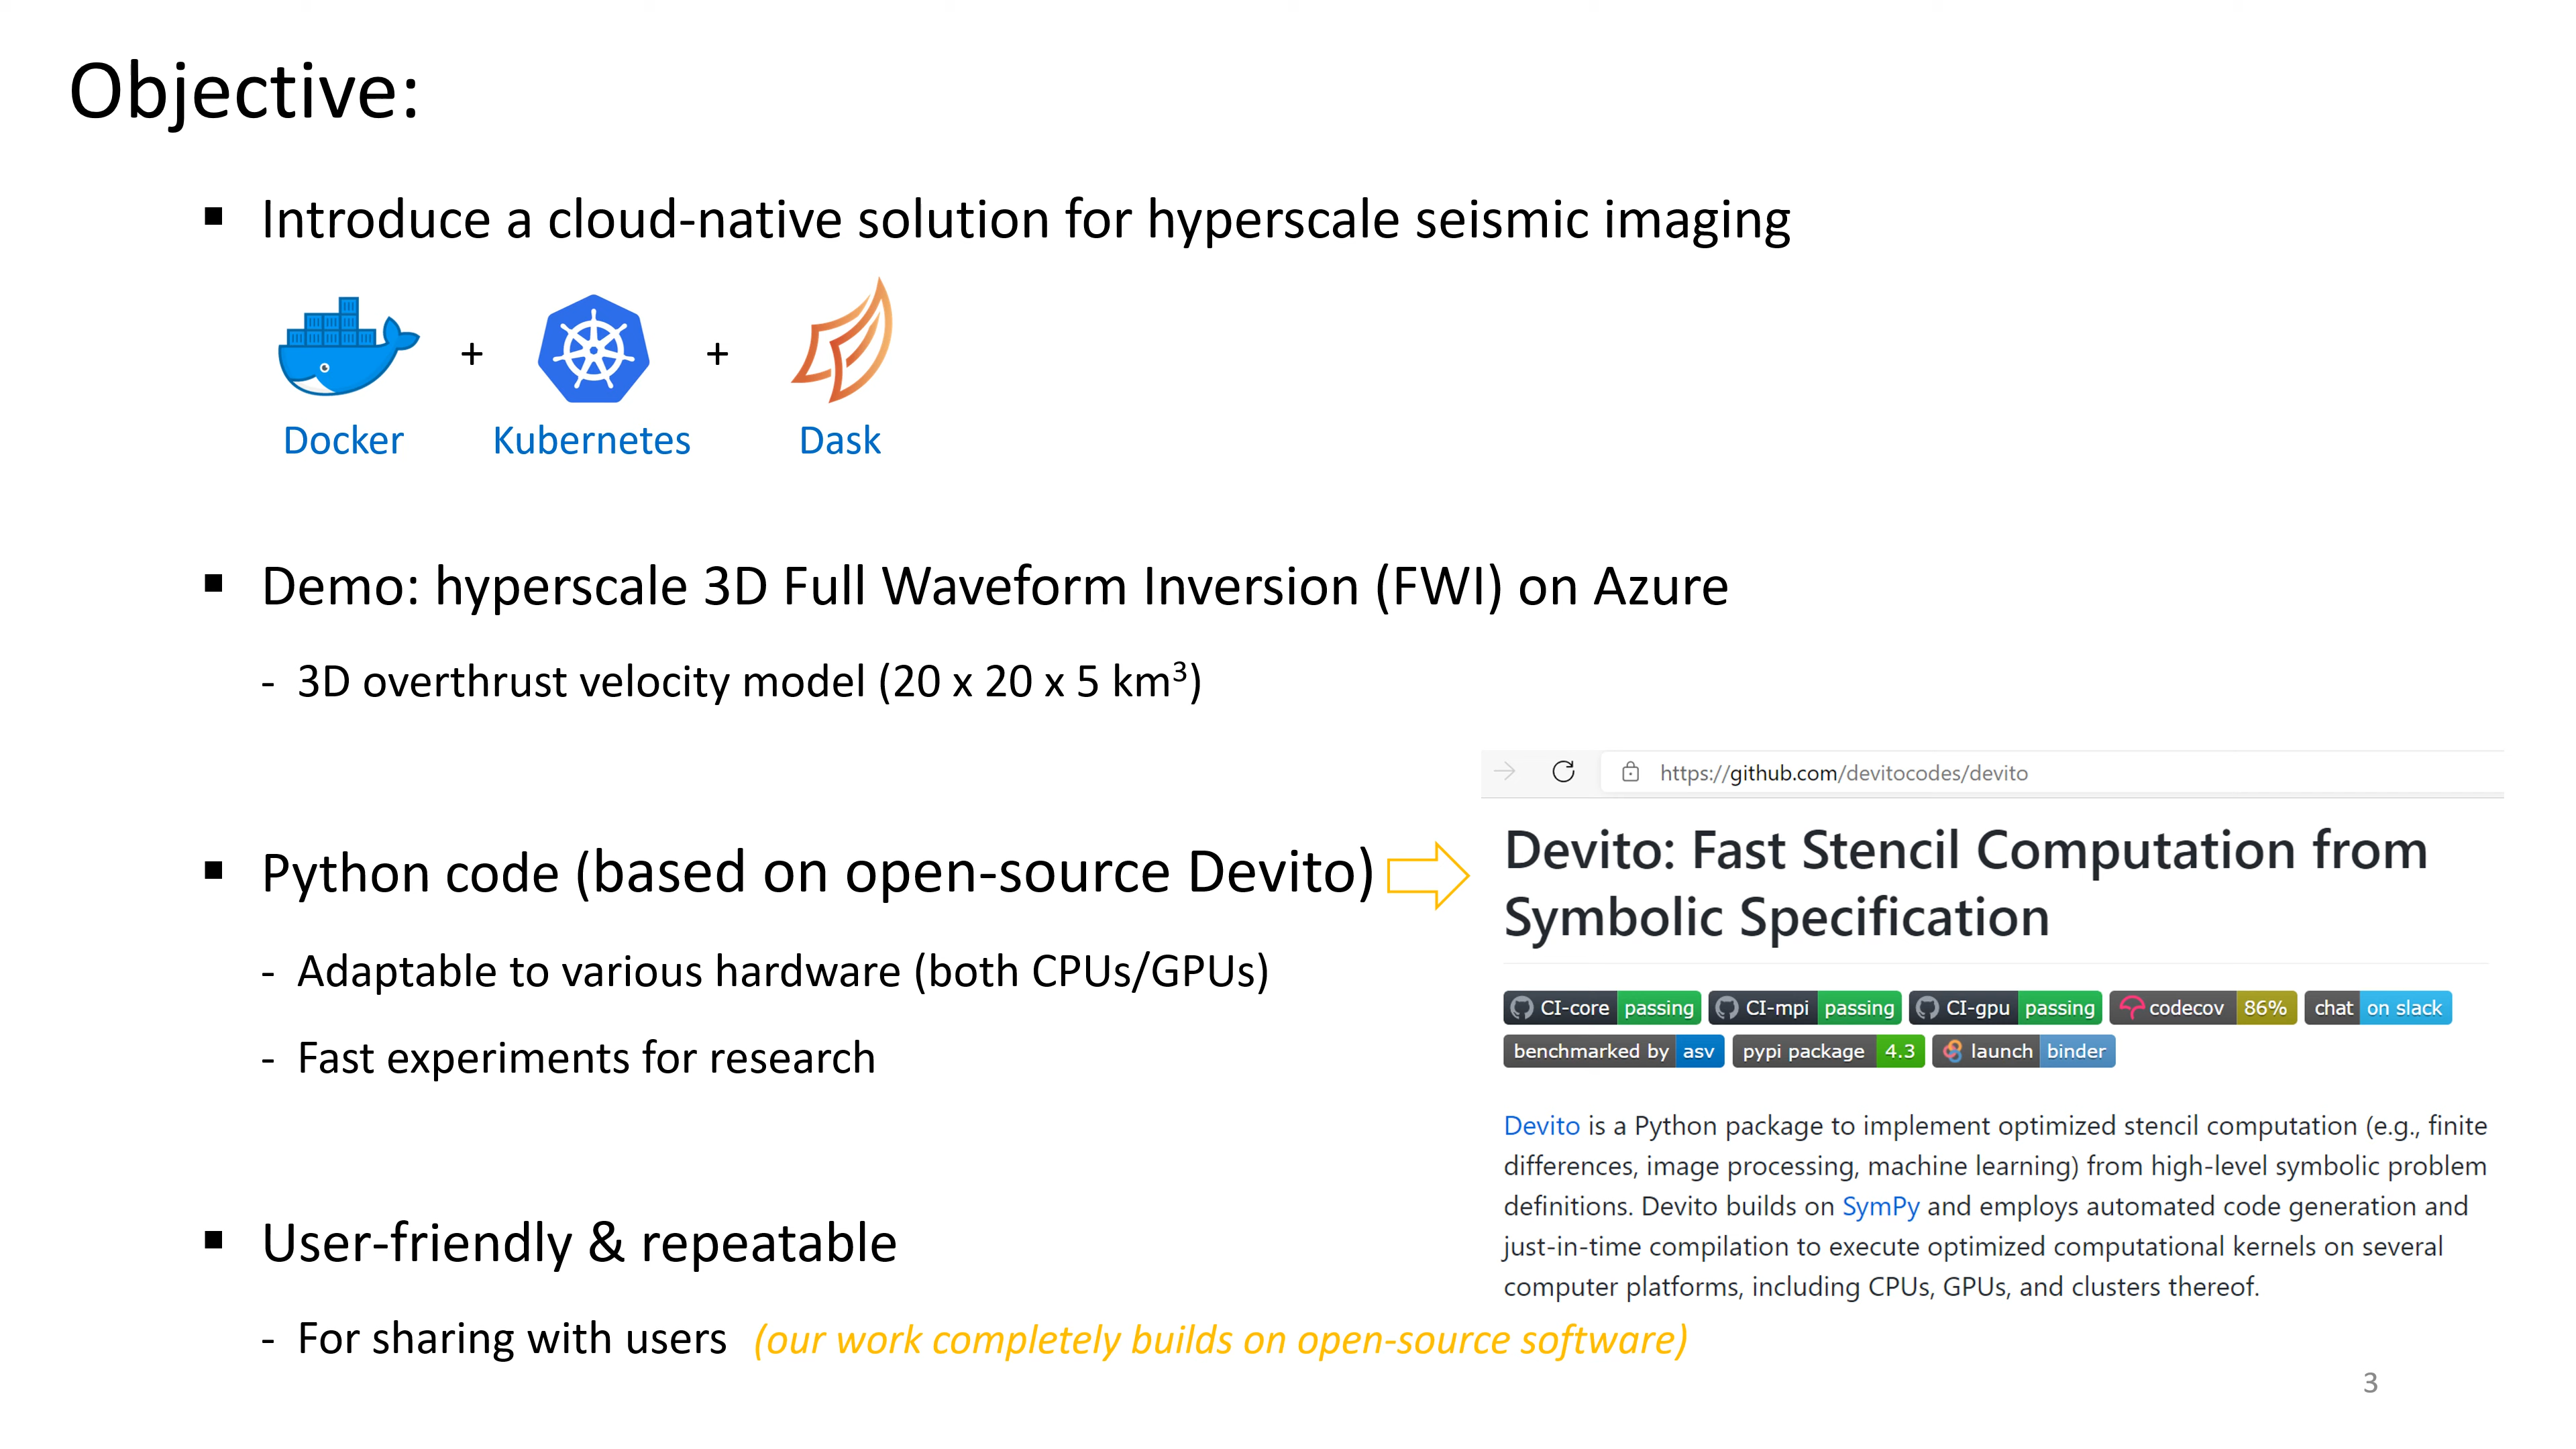 Objective:
▪ Introduce a cloud-native solution for hyperscale seismic imaging
+ +
Docker Kubernetes Dask
▪ Demo: hyperscale 3D Full Waveform Inversion (FWI) on Azure
- 3D overthrust velocity model (20 x 20 x 5 km³)
▪ Python code (based on open-source Devito)
- Adaptable to various hardware (both CPUs/GPUs)
- Fast experiments for research
▪ User-friendly & repeatable
- For sharing with users (our work completely builds on open-source software)
https://github.com/devitocodes/devito
Devito: Fast Stencil Computation from
Symbolic Specification
CI-core passing CI-mpi passing CI-gpu passing codecov 86% chat on slack
benchmarked by asv pypi package 4.3 launch binder
Devito is a Python package to implement optimized stencil computation (e.g., finite
differences, image processing, machine learning) from high-level symbolic problem
definitions. Devito builds on SymPy and employs automated code generation and
just-in-time compilation to execute optimized computational kernels on several
computer platforms, including CPUs, GPUs, and clusters thereof.
3